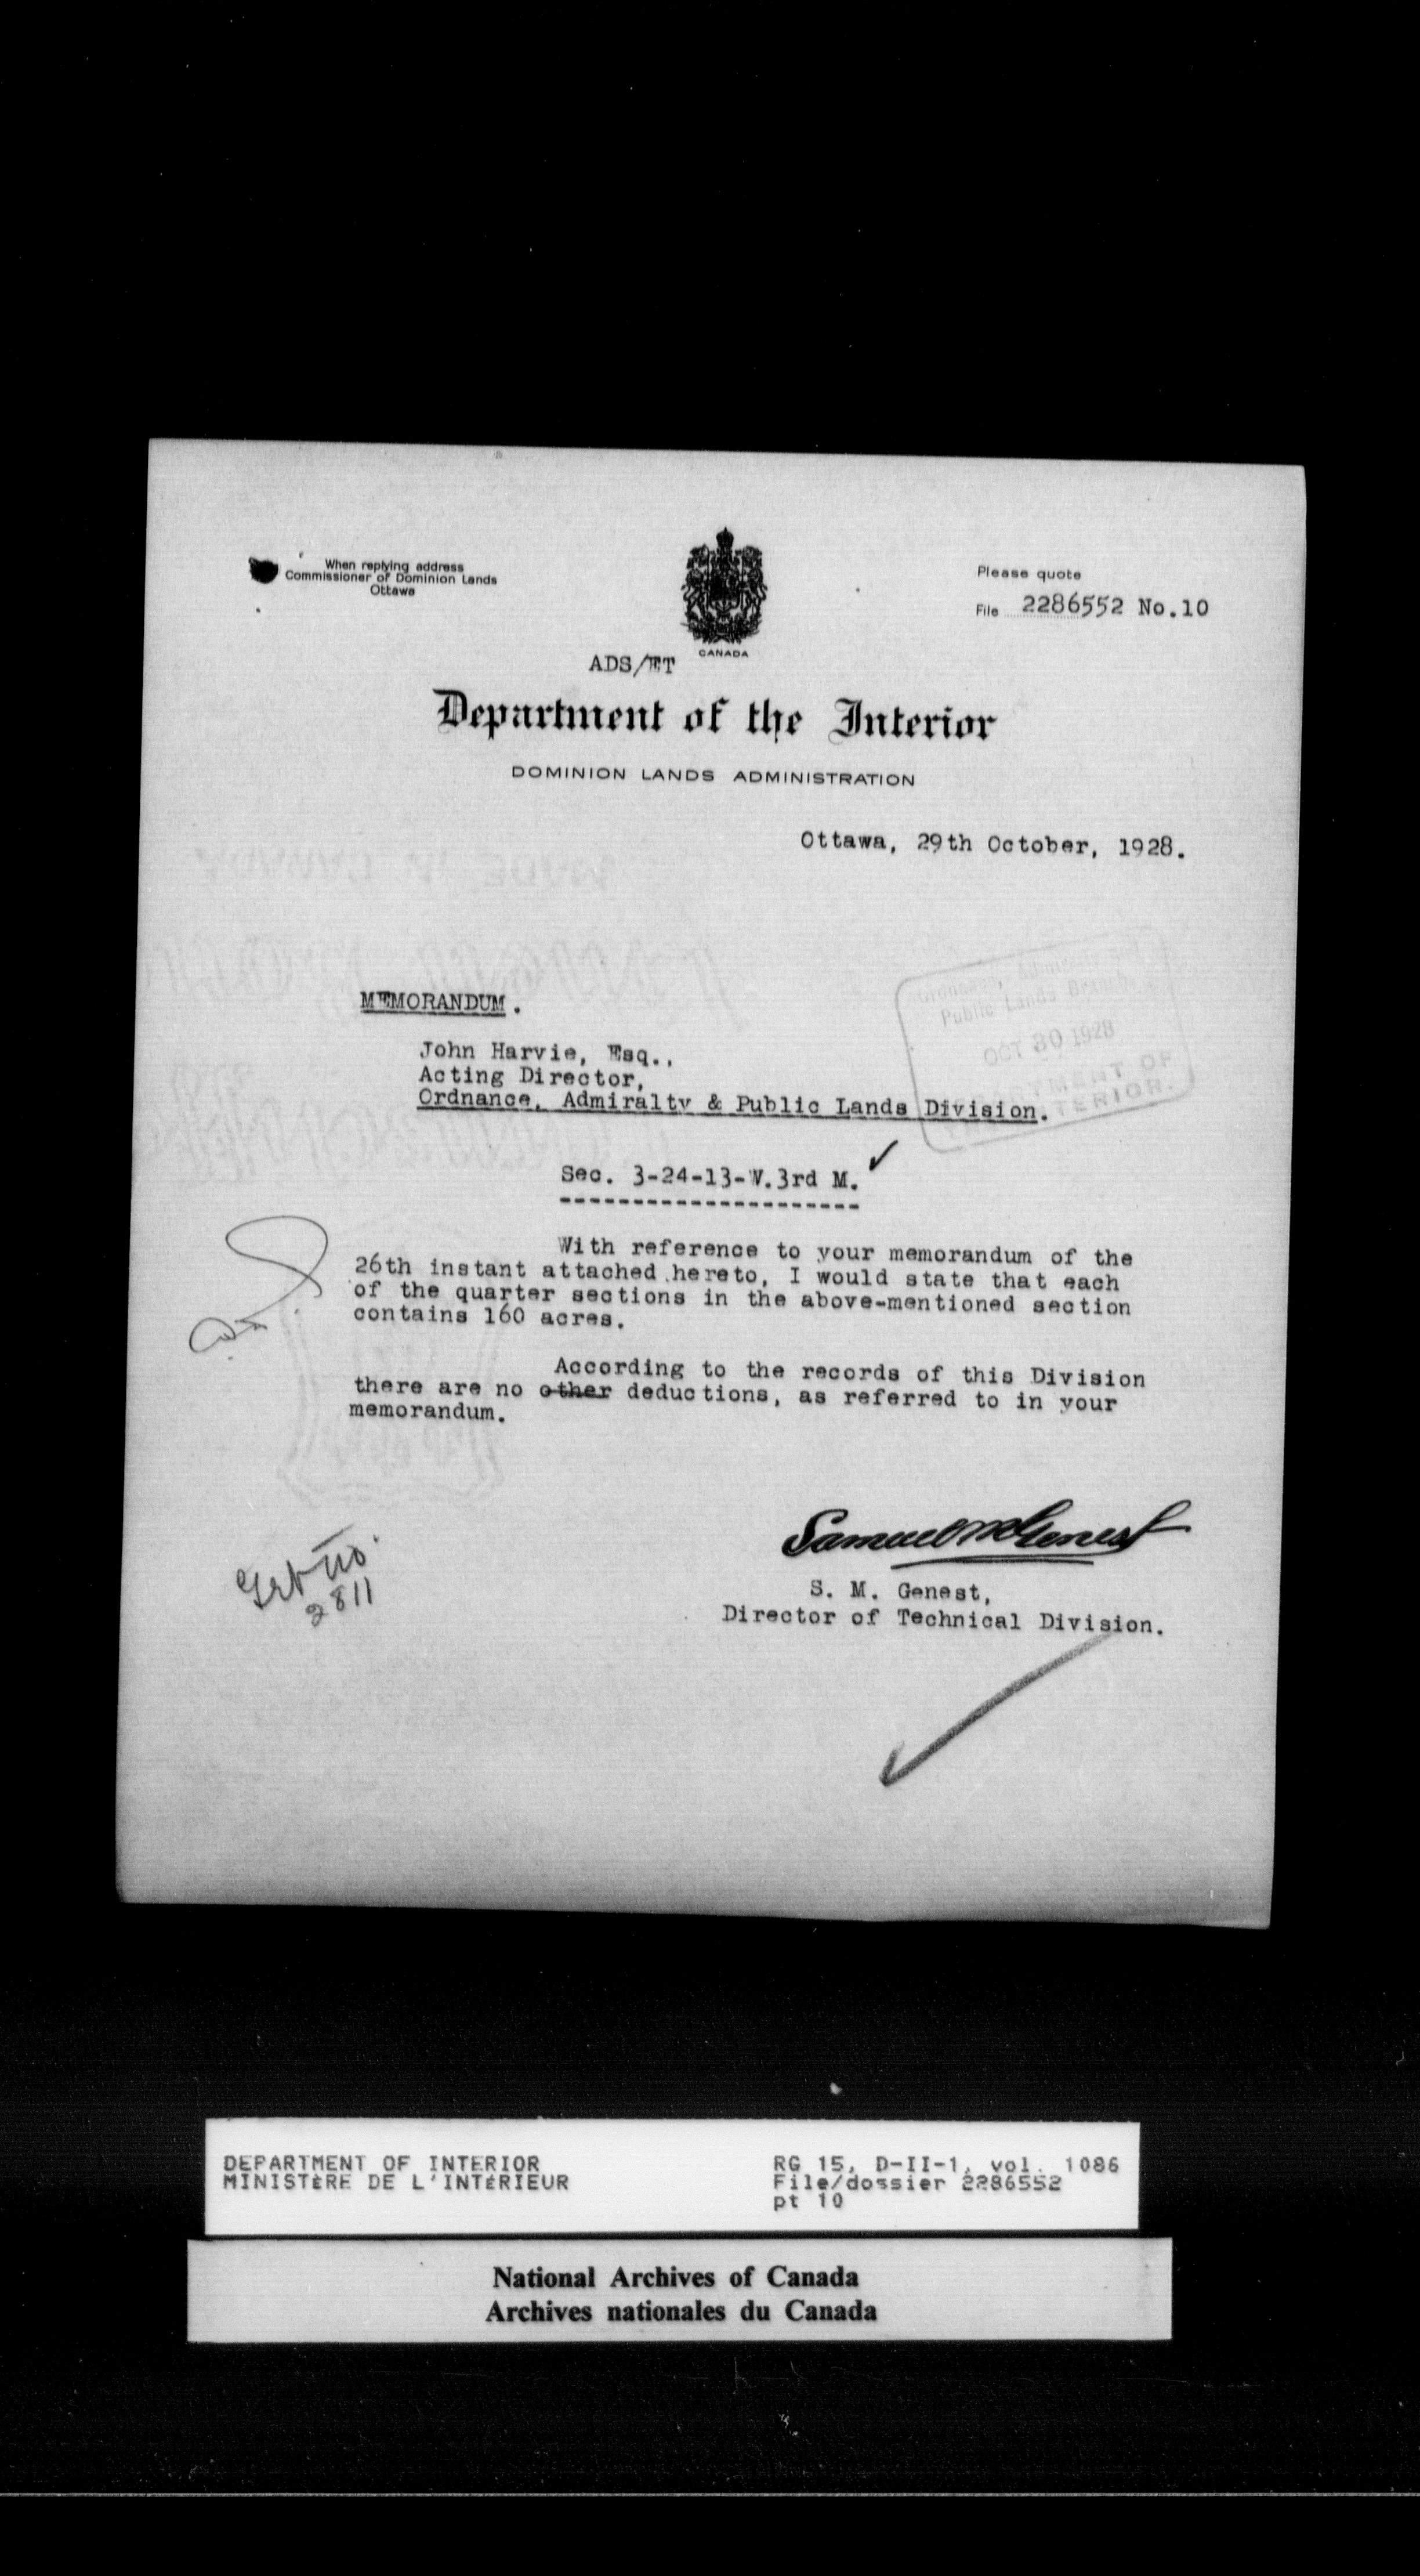 When replying address
Commissioner of Dominion Lands
Ottawa
Please quote
File 2286552 No.10
CANADA
ADS/ET
Department of the Interior
DOMINION LANDS ADMINISTRATION
Ottawa, 29th October, 1928.
MEMORANDUM.
Public Lands
OCT 30 1928
John Harvie, Esq.,
Acting Director,
Ordnance, Admiralty & Public Lands Division.
Sec. 3-24-13-W.3rd M.
With reference to your memorandum of the
26th instant attached hereto, I would state that each
of the quarter sections in the above-mentioned section
contains 160 acres.
According to the records of this Division
there are no other deductions, as referred to in your
memorandum.
2811
S. M. Genest,
Director of Technical Division.
DEPARTMENT OF INTERIOR
MINISTÈRE DE L'INTÉRIEUR
RG 15, D-II-1, vol. 1086
File/dossier 2286552
pt 10
National Archives of Canada
Archives nationales du Canada